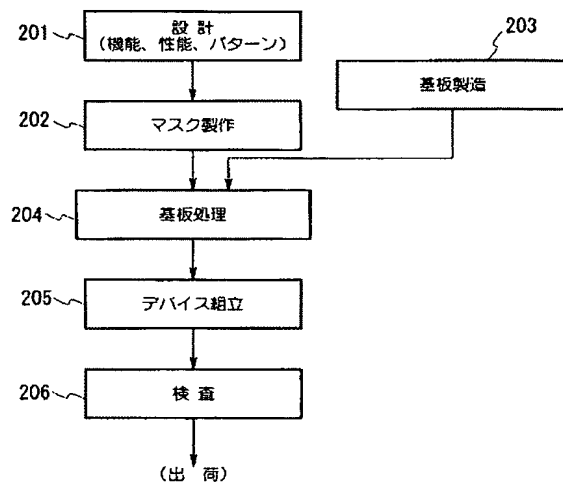 201
設 計
(機能、性能、パターン)
203
基板製造
202
マスク製作
204
基板処理
205
デバイス組立
206
検 査
(出 荷)